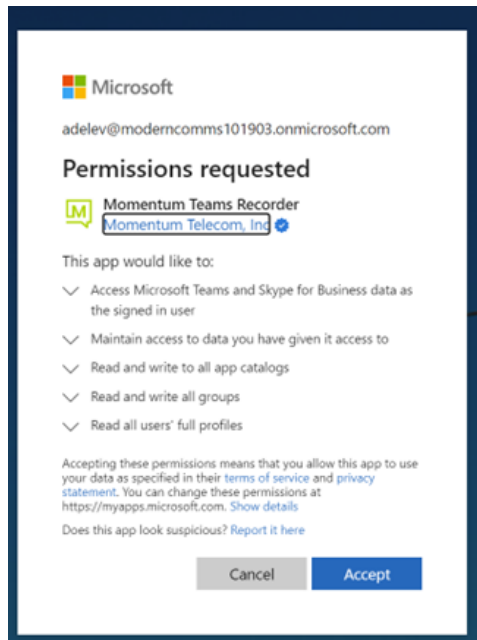 Microsoft
adelev@moderncomms101903.onmicrosoft.com
Permissions requested
Momentum Teams Recorder
Momentum Telecom, Inc
This app would like to:
Access Microsoft Teams and Skype for Business data as
the signed in user
Maintain access to data you have given it access to
Read and write to all app catalogs
Read and write all groups
Read all users' full profiles
Accepting these permissions means that you allow this app to use
your data as specified in their terms of service and privacy
statement. You can change these permissions at
https://myapps.microsoft.com. Show details
Does this app look suspicious? Report it here
Cancel Accept